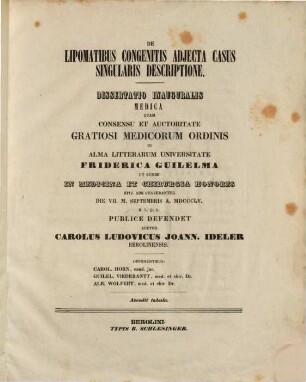 DE
LIPOMATIBUS CONGENITIS ADJECTA CASUS
SINGULARIS DESCRIPTIONE.
DISSERTATIO INAUGURALIS
MEDICA
QUAM
CONSENSU ET AUCTORITATE
GRATIOSI MEDICORUM ORDINIS
IN
ALMA LITTERARUM UNIVERSITATE
FRIDERICA GUILELMA
UT SUMMI
IN MEDICINA ET CHIRURGIA HONORES
RITE SIBI CONCEDANTUR
DIE VII. M. SEPTEMBRIS A. MDCCCLV.
H. L. Q. S.
PUBLICE DEFENDET
AUCTOR
CAROLUS LUDOVICUS JOANN. IDELER
BEROLINENSIS.
OPPONENTIBUS:
CAROL. HORN, cand. jur.
GUILEL. VIEDEBANTT, med. et chir. Dr.
ALB. WOLFERT, med. et chir. Dr.
Accedit tabula.
BEROLINI
TYPIS B. SCHLESINGER.